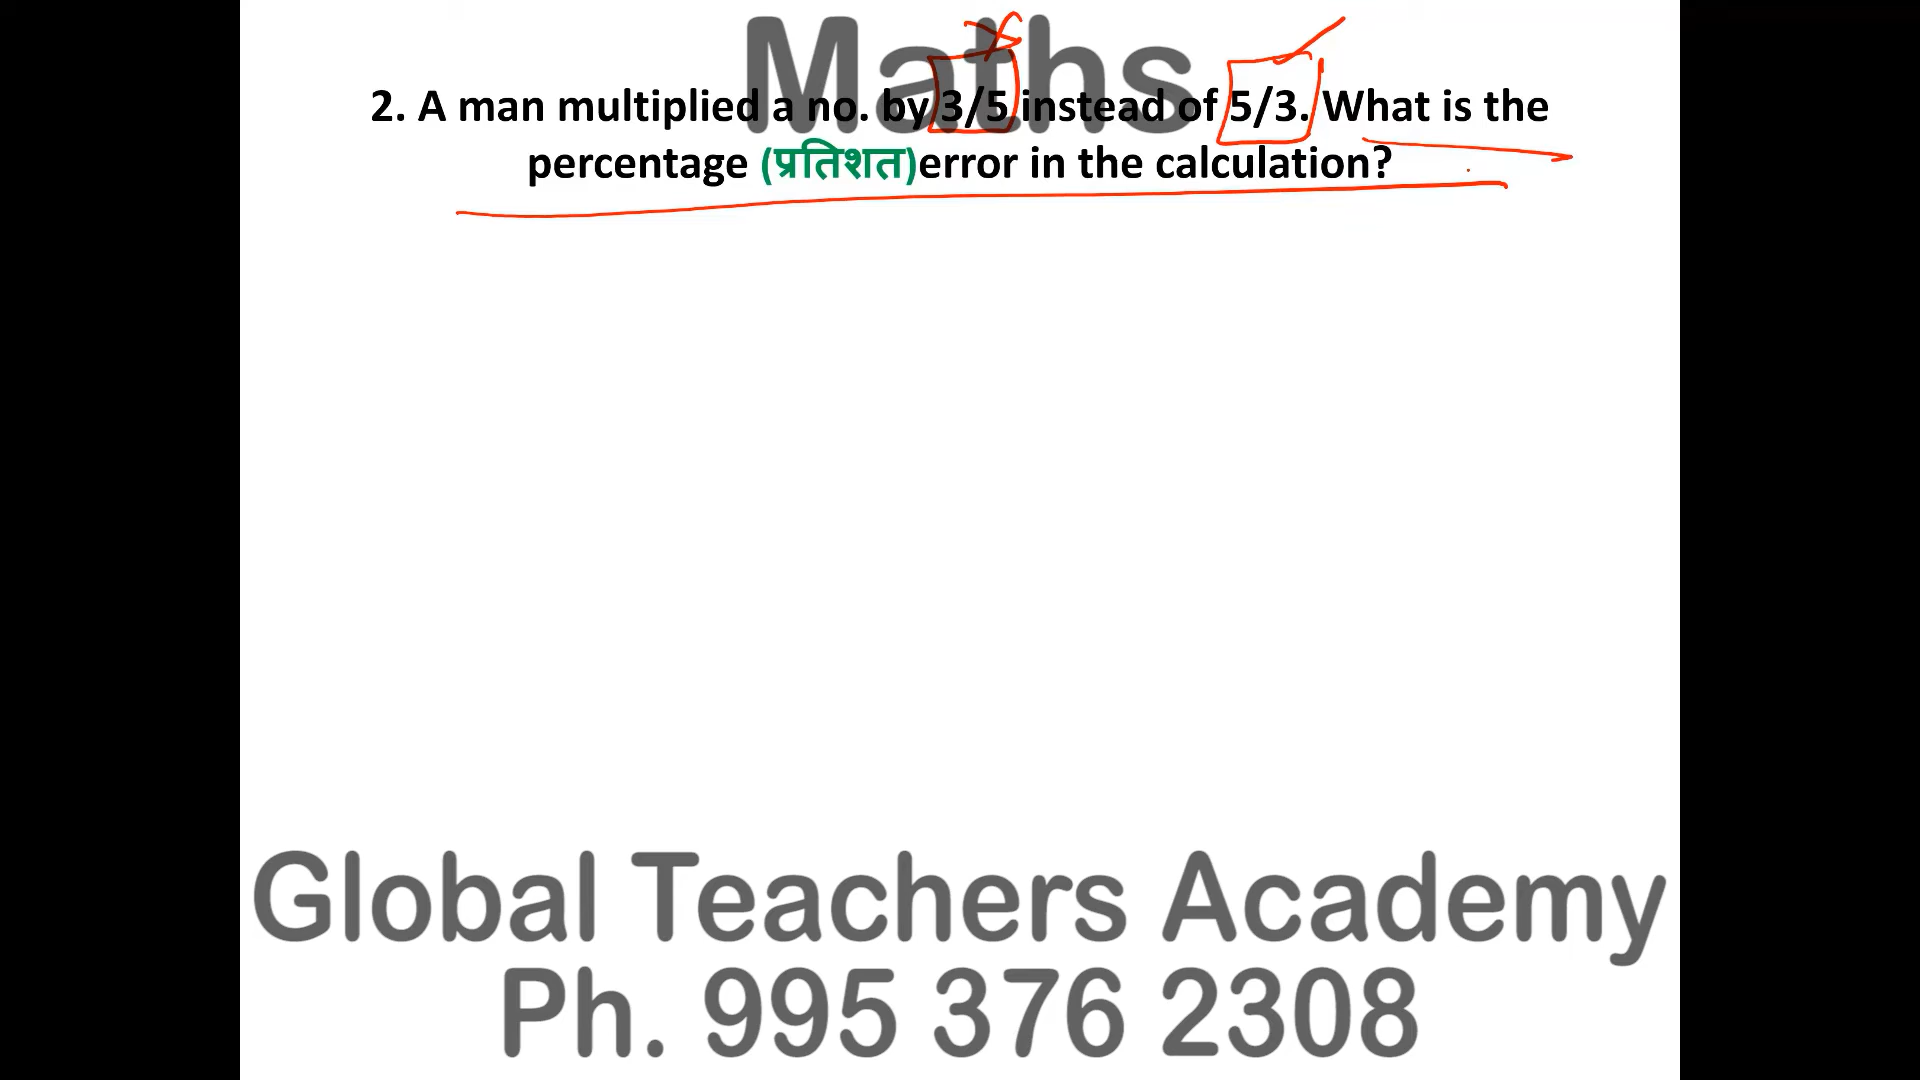 Maths
2. A man multiplied a no. by 3/5 instead of 5/3. What is the
percentage (प्रतिशत)error in the calculation?
Global Teachers Academy
Ph. 995 376 2308